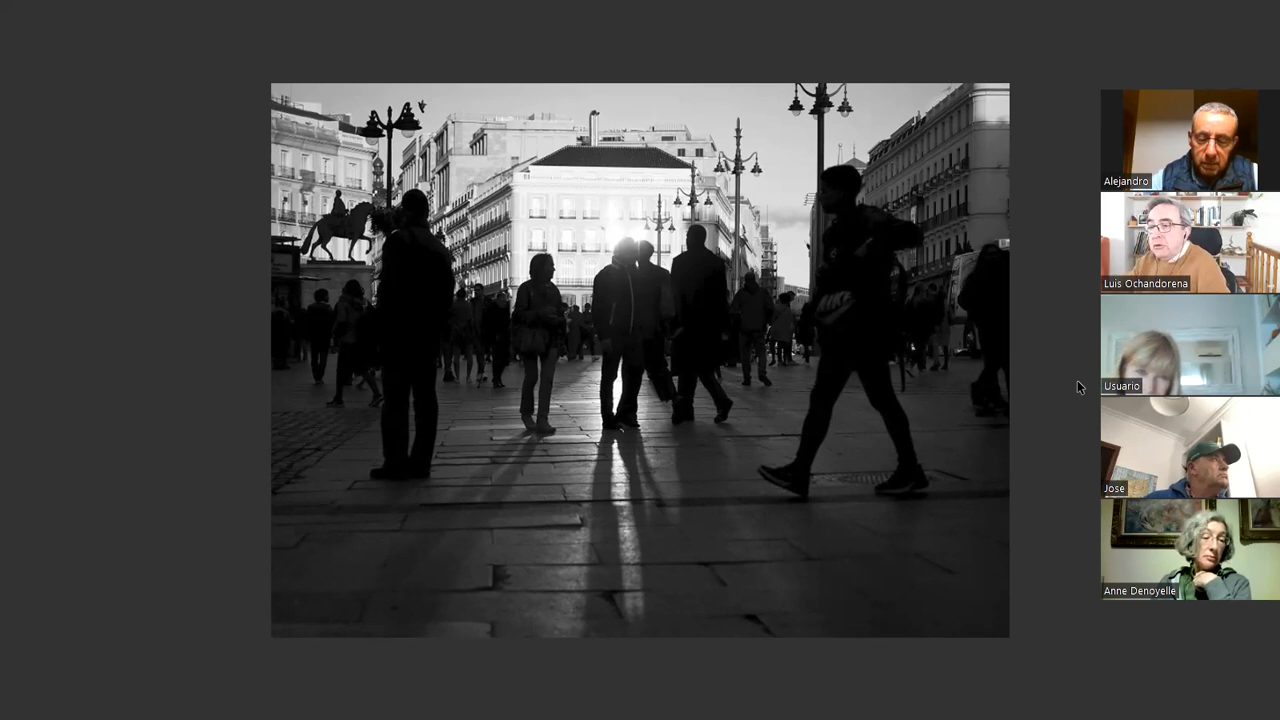 Alejandro
Luis Ochandorena
Usuario
Jose
Anne Denoyelle